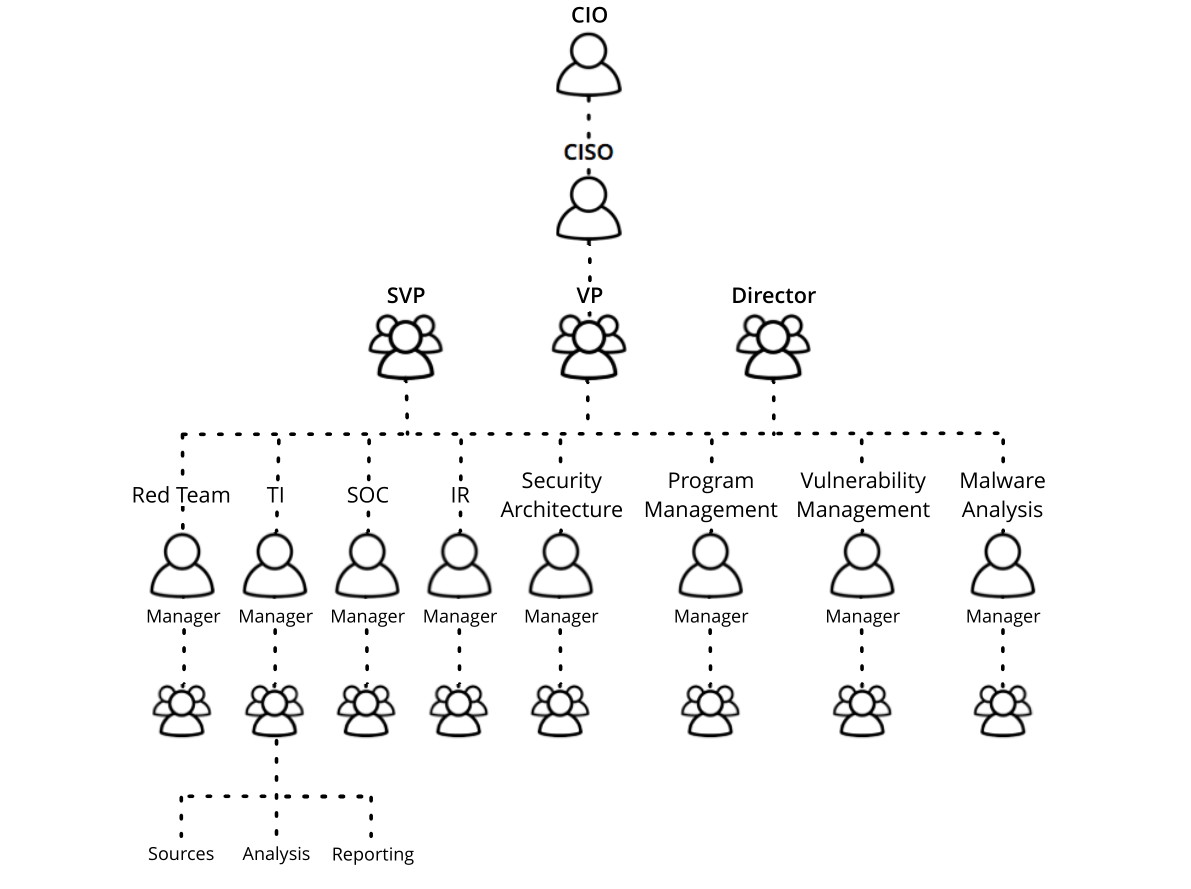 CIO
CISO
SVP
VP
Director
Red Team
TI
SOC
IR
Security
Architecture
Program
Management
Vulnerability
Management
Malware
Analysis
Manager
Manager
Manager
Manager
Manager
Manager
Manager
Manager
Sources
Analysis
Reporting